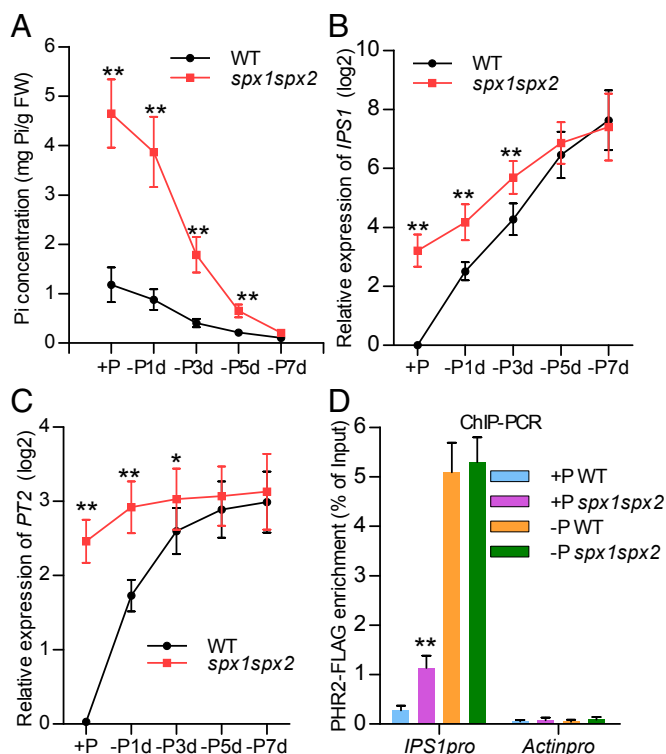 A
WT
spx1spx2
Pi concentration (mg Pi/g FW)
6
5
4
3
2
1
0
**
**
**
**
+P -P1d -P3d -P5d -P7d
B
WT
spx1spx2
Relative expression of IPS1 (log2)
10
8
6
4
2
0
**
**
**
+P -P1d -P3d -P5d -P7d
C
Relative expression of PT2 (log2)
4
3
2
1
0
**
**
*
WT
spx1spx2
+P -P1d -P3d -P5d -P7d
D
ChIP-PCR
PHR2-FLAG enrichment (% of Input)
6
5
4
3
2
1
0
+P WT
+P spx1spx2
-P WT
-P spx1spx2
**
IPS1pro Actinpro